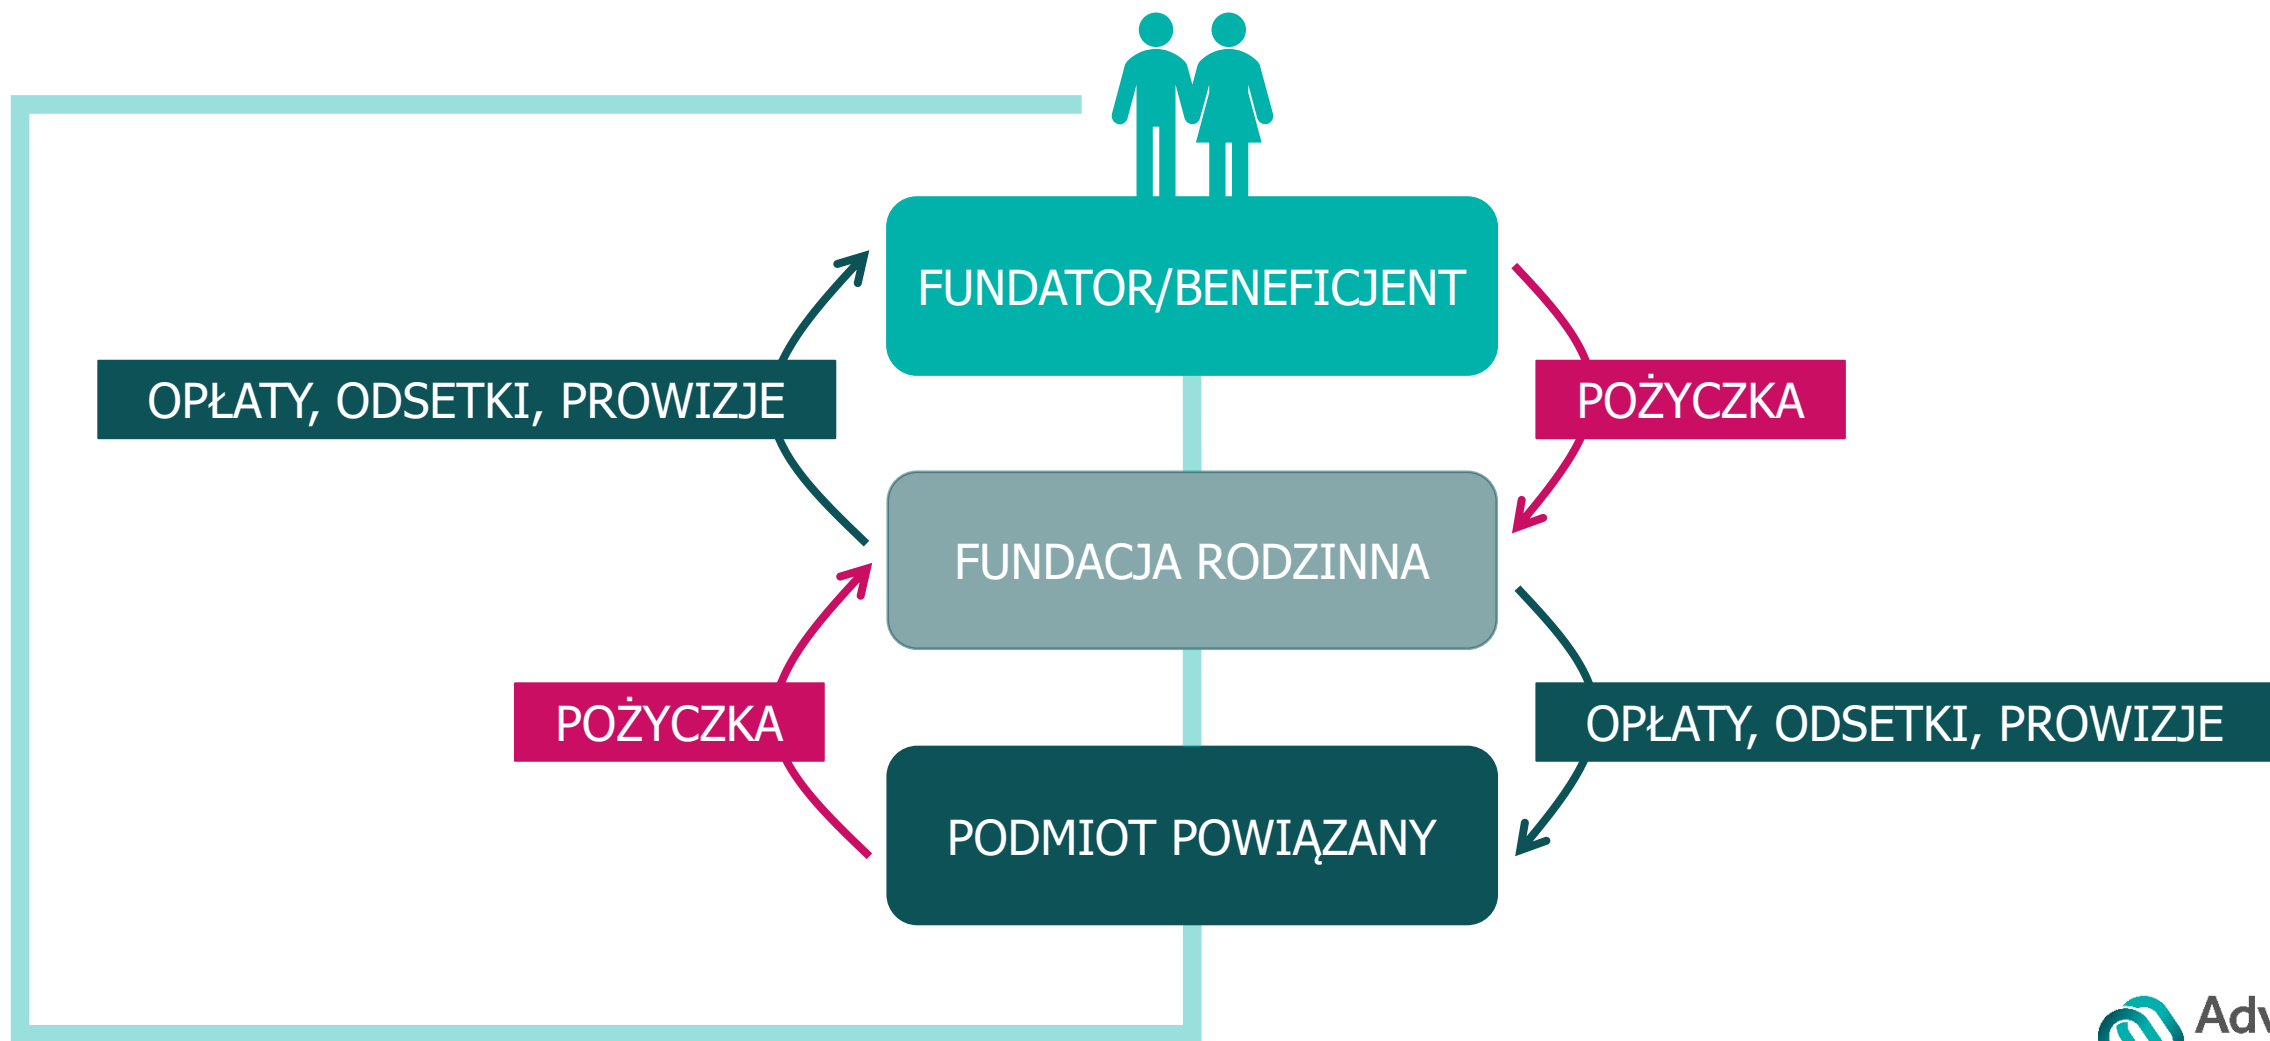 FUNDATOR/BENEFICJENT
OPŁATY, ODSETKI, PROWIZJE
POŻYCZKA
FUNDACJA RODZINNA
POŻYCZKA
OPŁATY, ODSETKI, PROWIZJE
PODMIOT POWIĄZANY